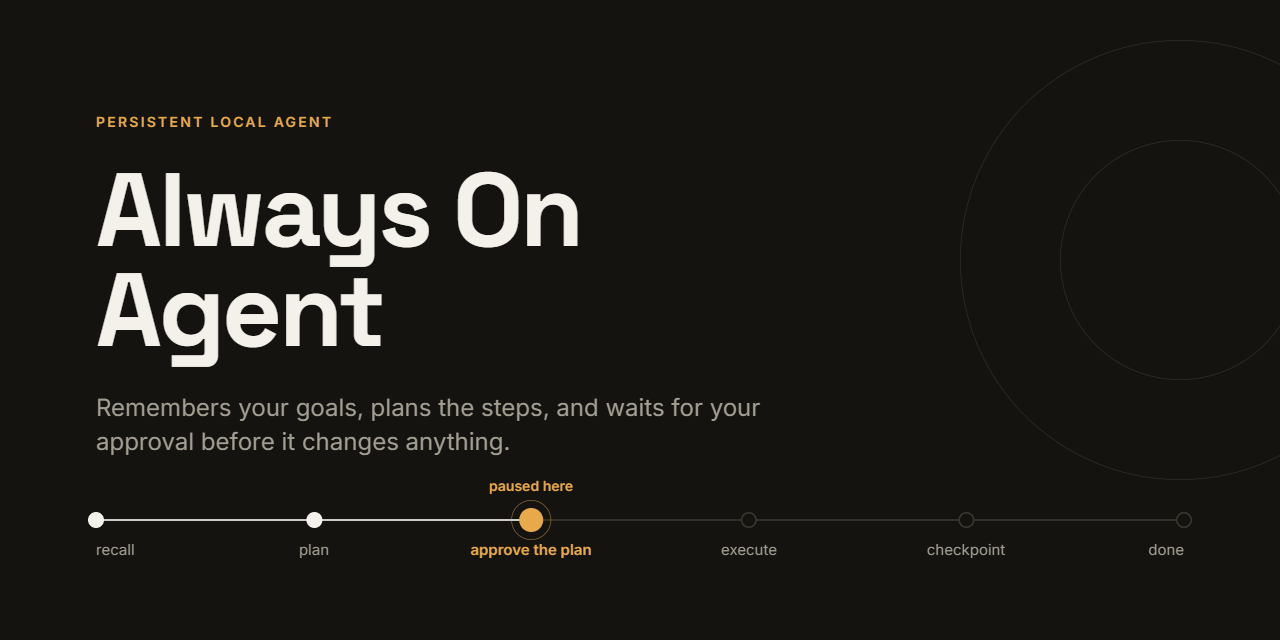 PERSISTENT LOCAL AGENT
Always On
Agent
Remembers your goals, plans the steps, and waits for your
approval before it changes anything.
paused here
recall
plan
approve the plan
execute
checkpoint
done